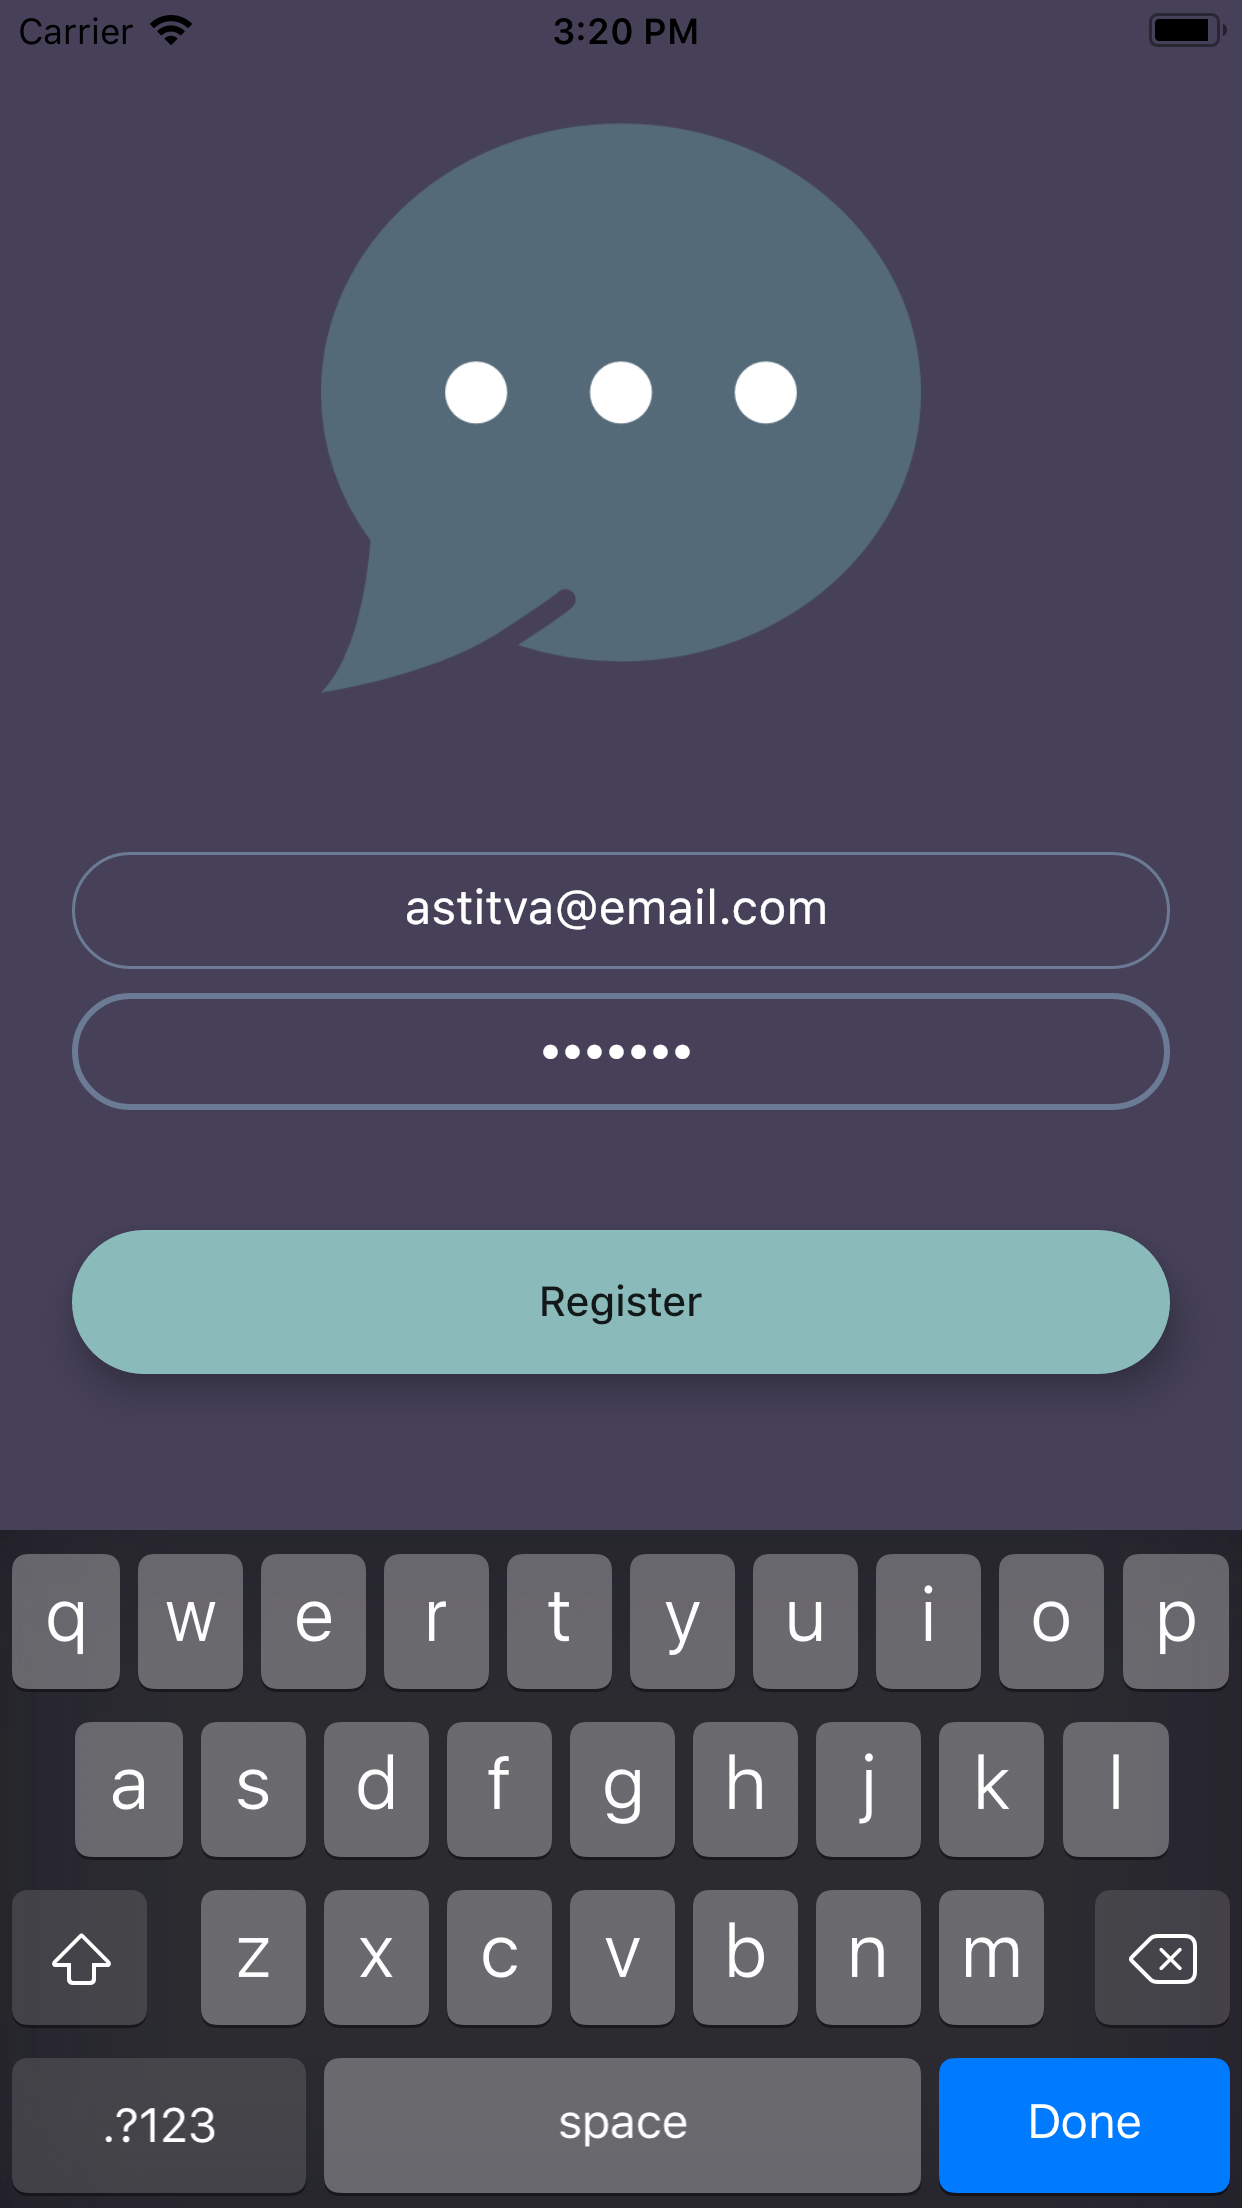 Carrier 3:20 PM
astitva@email.com
•••••••
Register
q w e r t y u i o p
a s d f g h j k l
z x c v b n m
.?123 space Done